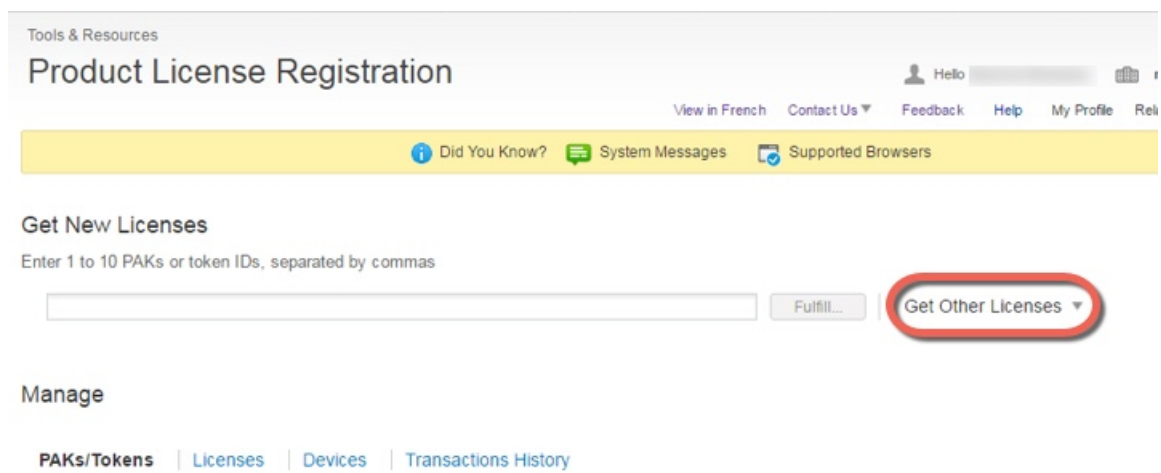 Tools & Resources
Product License Registration
Hello
View in French Contact Us Feedback Help My Profile
Did You Know? System Messages Supported Browsers
Get New Licenses
Enter 1 to 10 PAKs or token IDs, separated by commas
Fulfill... Get Other Licenses
Manage
PAKs/Tokens Licenses Devices Transactions History